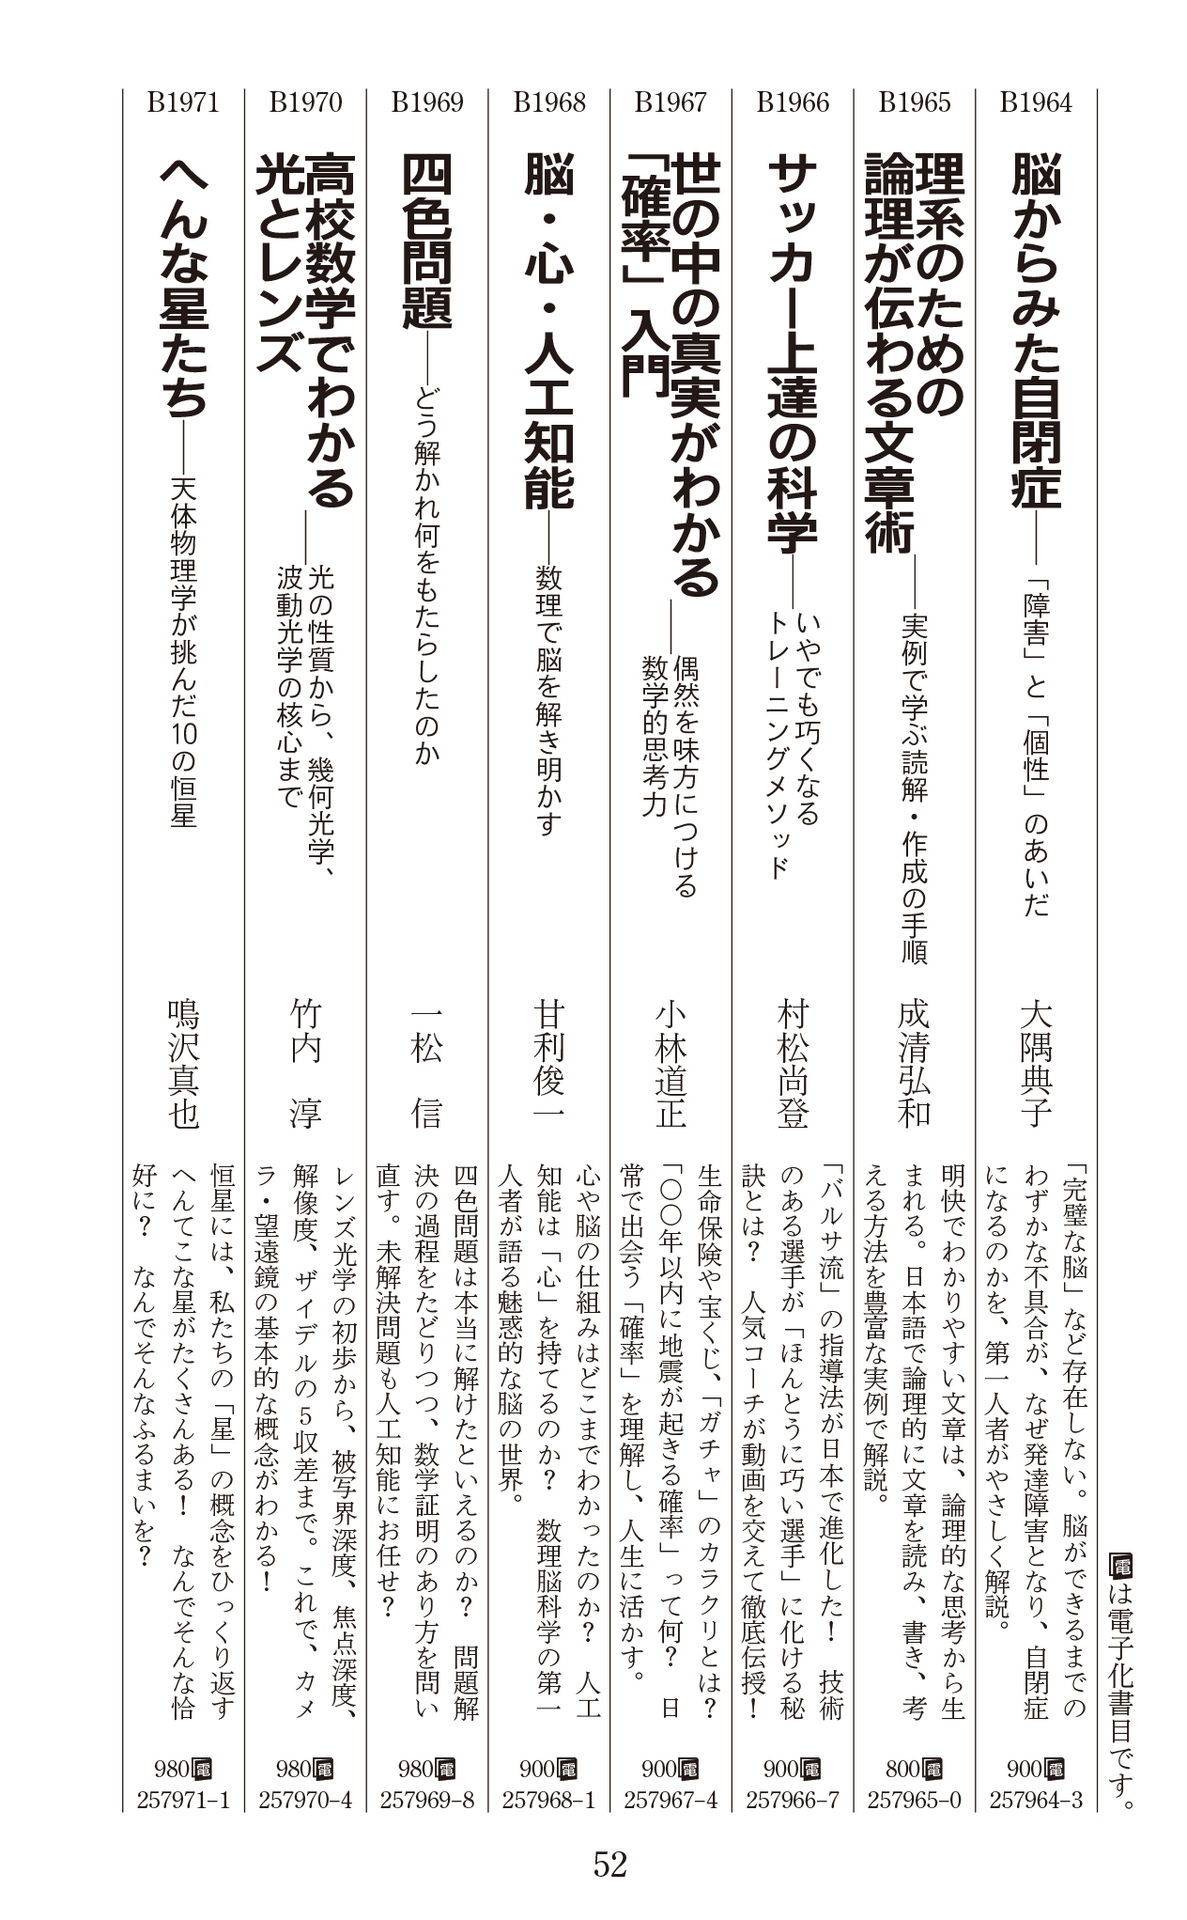 電は電子化書目です。
B1964
脳からみた自閉症
――「障害」と「個性」のあいだ
大隅典子
「完璧な脳」など存在しない。脳ができるまでの
わずかな不具合が、なぜ発達障害となり、自閉症
になるのかを、第一人者がやさしく解説。
900電
257964-3
B1965
理系のための
論理が伝わる文章術
――実例で学ぶ読解・作成の手順
成清弘和
明快でわかりやすい文章は、論理的な思考から生
まれる。日本語で論理的に文章を読み、書き、考
える方法を豊富な実例で解説。
800電
257965-0
B1966
サッカー上達の科学
――いやでも巧くなる
トレーニングメソッド
村松尚登
「バルサ流」の指導法が日本で進化した！　技術
のある選手が「ほんとうに巧い選手」に化ける秘
訣とは？　人気コーチが動画を交えて徹底伝授！
900電
257966-7
B1967
世の中の真実がわかる
「確率」入門
――偶然を味方につける
数学的思考力
小林道正
生命保険や宝くじ、「ガチャ」のカラクリとは？
「〇〇年以内に地震が起きる確率」って何？　日
常で出会う「確率」を理解し、人生に活かす。
900電
257967-4
B1968
脳・心・人工知能
――数理で脳を解き明かす
甘利俊一
心や脳の仕組みはどこまでわかったのか？　人工
知能は「心」を持てるのか？　数理脳科学の第一
人者が語る魅惑的な脳の世界。
900電
257968-1
B1969
四色問題
――どう解かれ何をもたらしたのか
一松　信
四色問題は本当に解けたといえるのか？　問題解
決の過程をたどりつつ、数学証明のあり方を問い
直す。未解決問題も人工知能にお任せ？
980電
257969-8
B1970
高校数学でわかる
光とレンズ
――光の性質から、幾何光学、
波動光学の核心まで
竹内　淳
レンズ光学の初歩から、被写界深度、焦点深度、
解像度、ザイデルの5収差まで。これで、カメ
ラ・望遠鏡の基本的な概念がわかる！
980電
257970-4
B1971
へんな星たち
――天体物理学が挑んだ10の恒星
鳴沢真也
恒星には、私たちの「星」の概念をひっくり返す
へんてこな星がたくさんある！　なんでそんな恰
好に？　なんでそんなふるまいを？
980電
257971-1
52